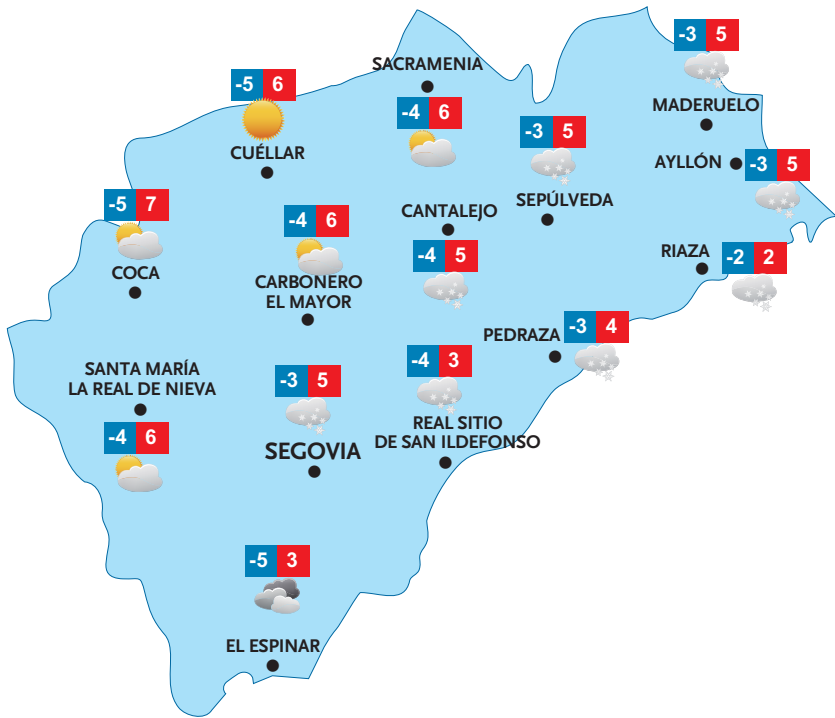 -3 5
MADERUELO
SACRAMENIA
-4 6
-5 6
CUÉLLAR
-3 5
SEPÚLVEDA
AYLLÓN
-3 5
-5 7
COCA
-4 6
CARBONERO
EL MAYOR
CANTALEJO
-4 5
RIAZA
-2 2
PEDRAZA
-3 4
SANTA MARÍA
LA REAL DE NIEVA
-4 6
-3 5
SEGOVIA
-4 3
REAL SITIO
DE SAN ILDEFONSO
-5 3
EL ESPINAR